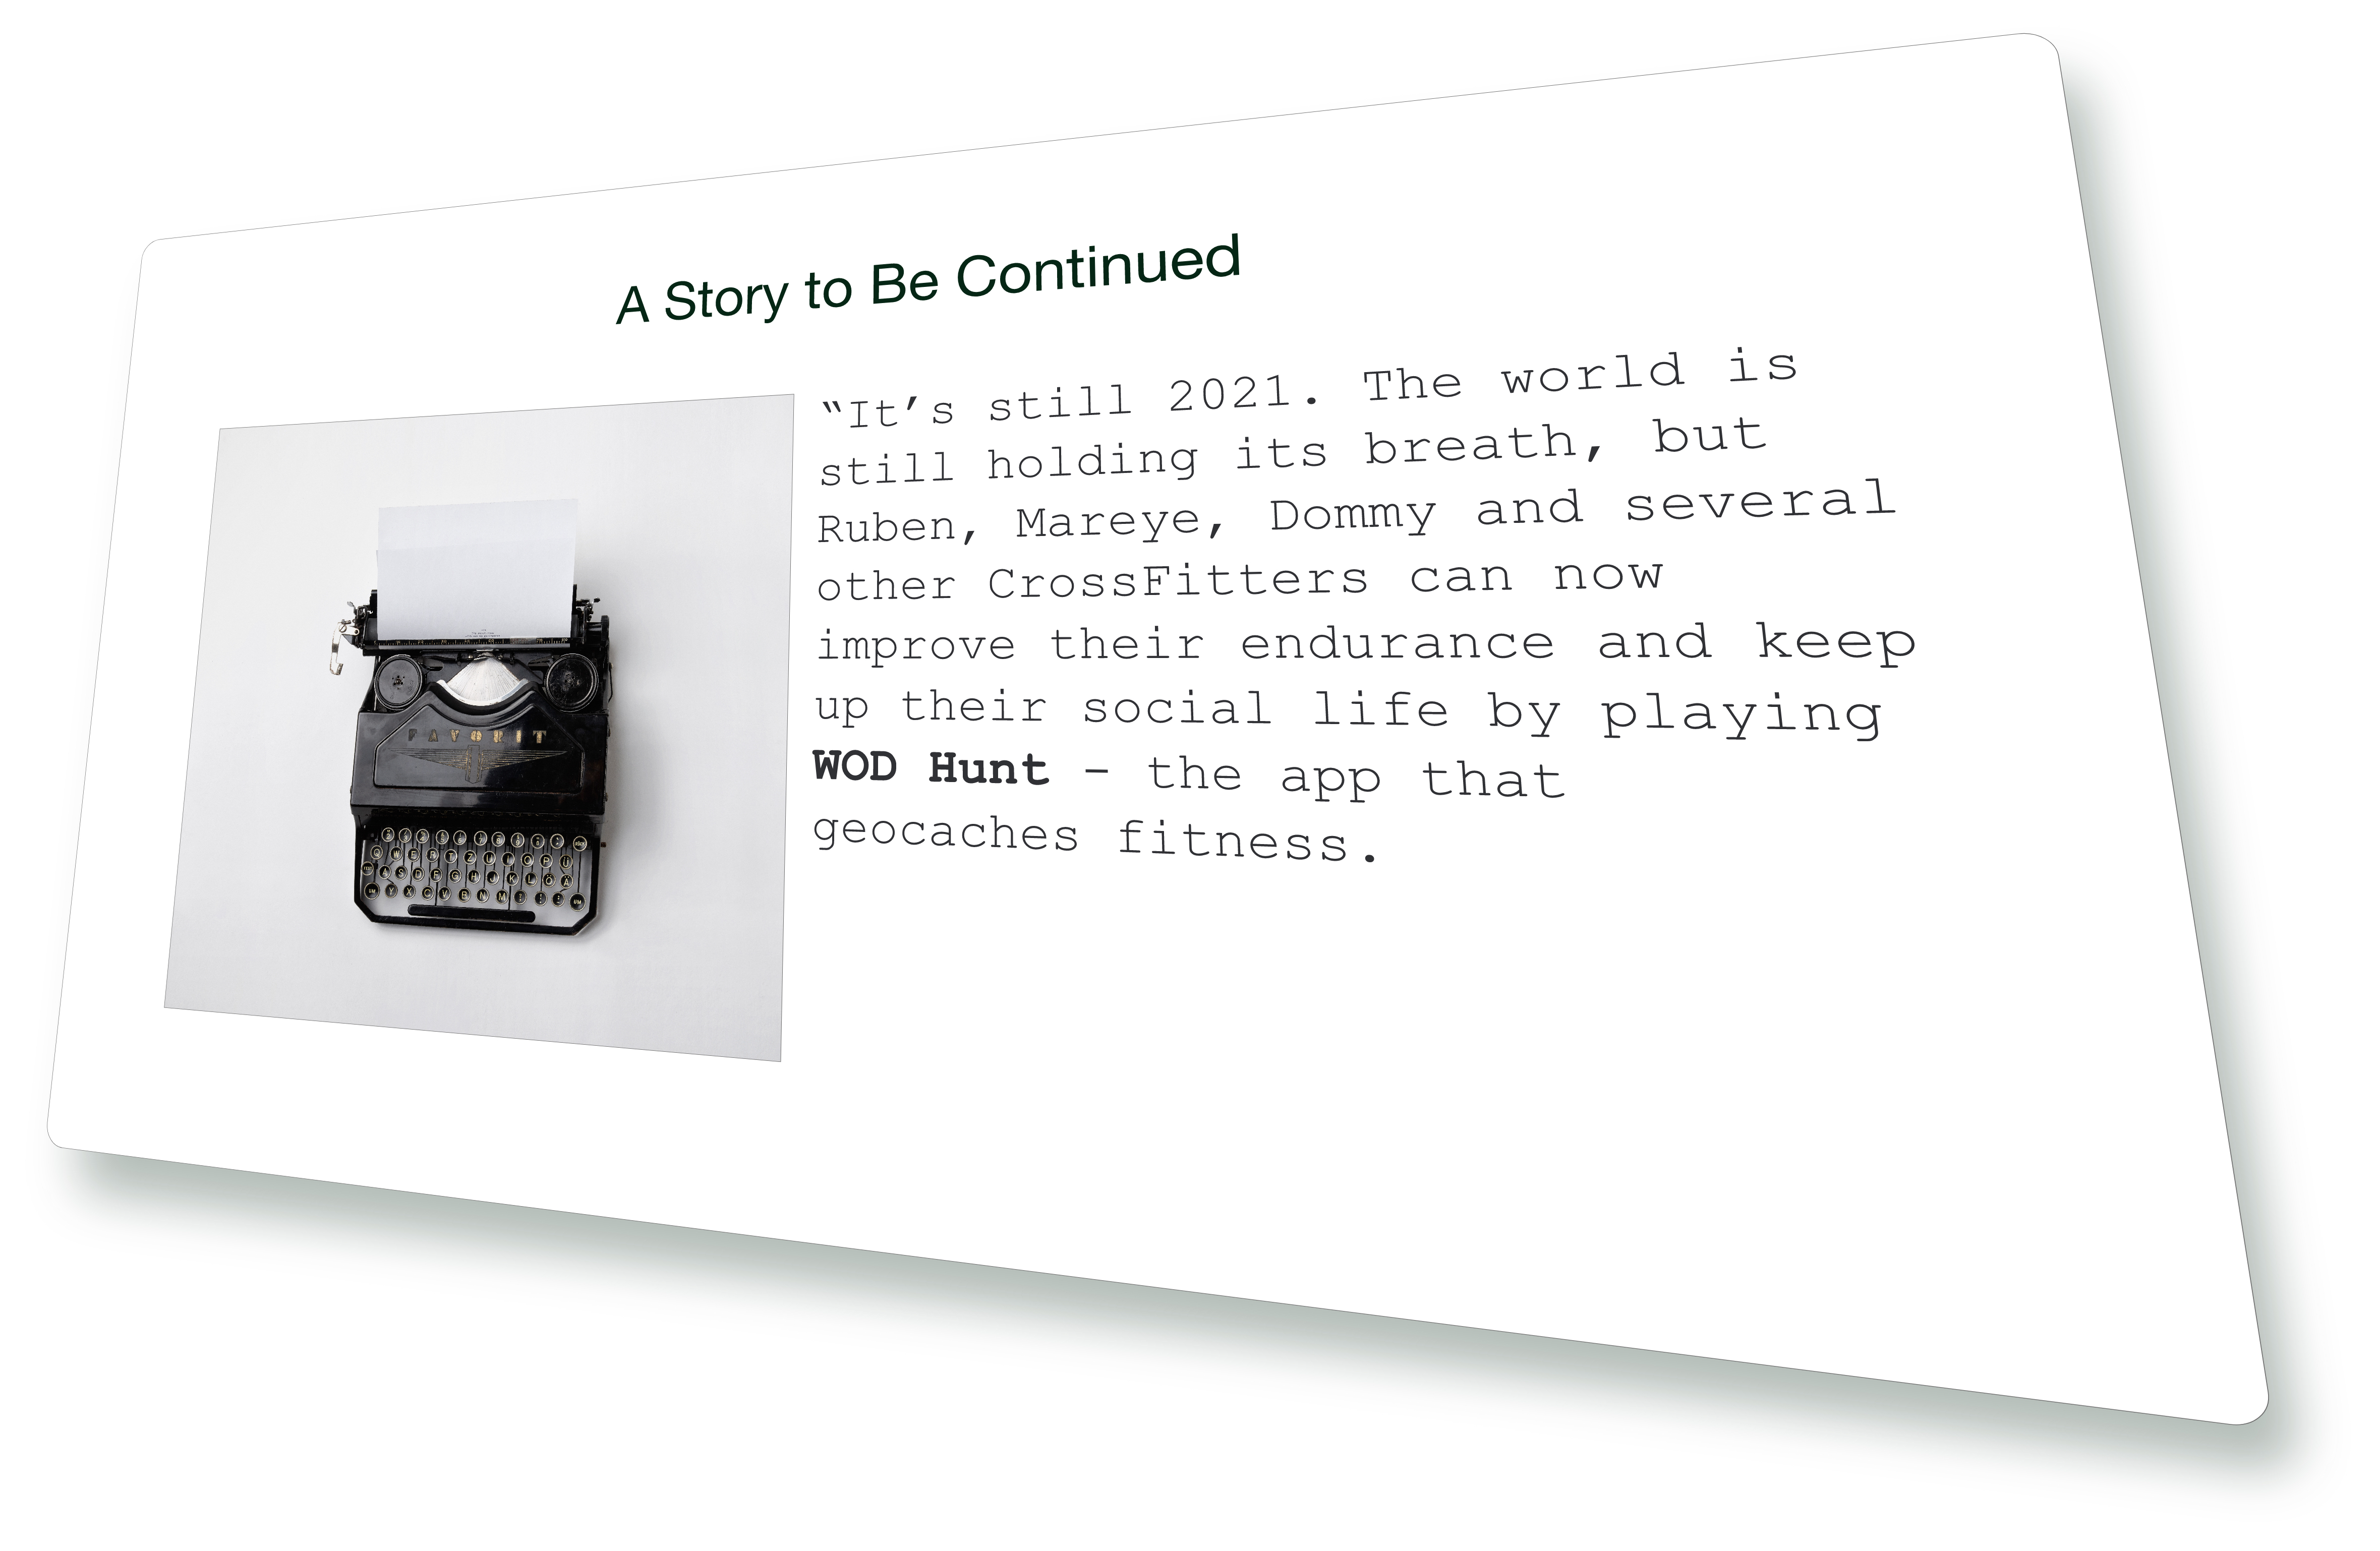 A Story to Be Continued
“It’s still 2021. The world is
still holding its breath, but
Ruben, Mareye, Dommy and several
other CrossFitters can now
improve their endurance and keep
up their social life by playing
WOD Hunt – the app that
geocaches fitness.
FAVORIT